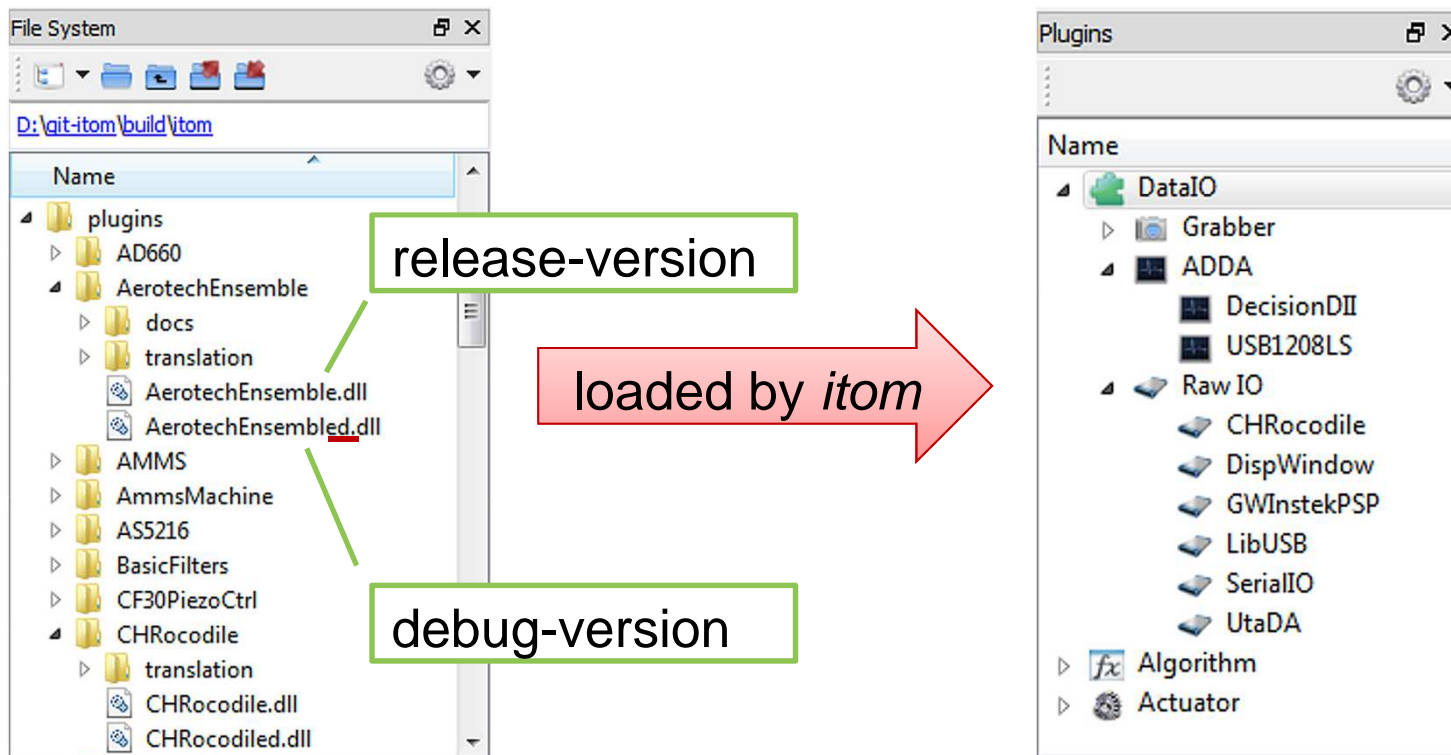 File System
D:\git-itom\build\itom
Name
plugins
AD660
AerotechEnsemble
docs
translation
AerotechEnsemble.dll
AerotechEnsembled.dll
AMMS
AmmsMachine
AS5216
BasicFilters
CF30PiezoCtrl
CHRocodile
translation
CHRocodile.dll
CHRocodiled.dll
release-version
debug-version
loaded by itom
Plugins
Name
DataIO
Grabber
ADDA
DecisionDII
USB1208LS
Raw IO
CHRocodile
DispWindow
GWInstekPSP
LibUSB
SerialIO
UtaDA
fx Algorithm
Actuator